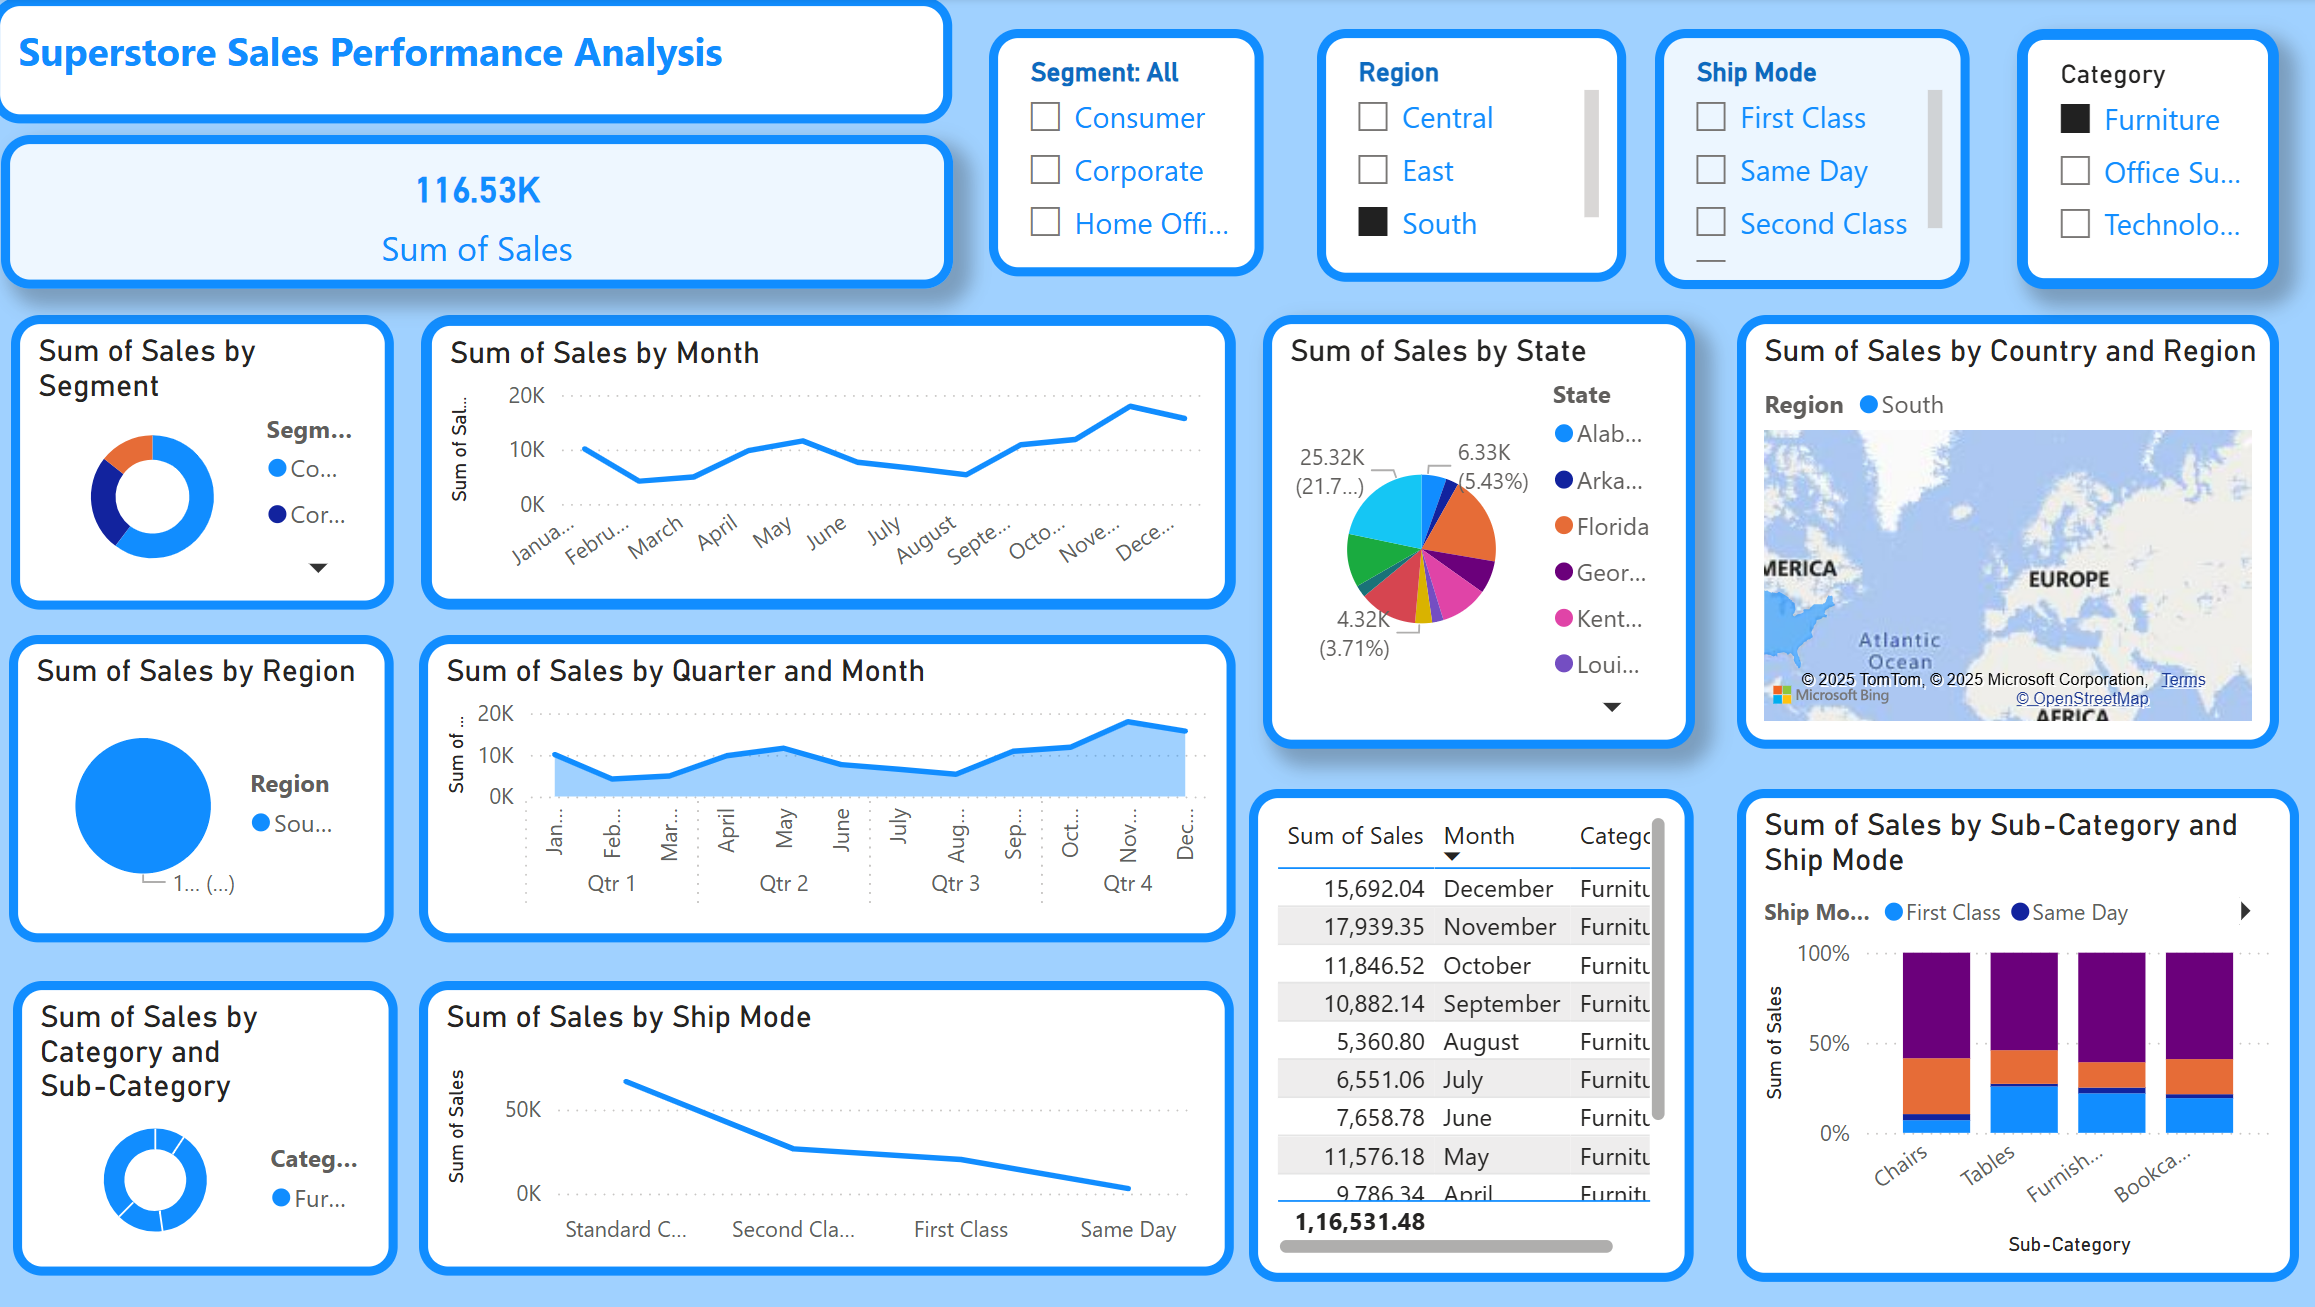 Superstore Sales Performance Analysis
116.53K
Sum of Sales
Segment: All
Consumer
Corporate
Home Offi...
Region
Central
East
South
Ship Mode
First Class
Same Day
Second Class
Category
Furniture
Office Su...
Technolo...
Sum of Sales by
Segment
Segm...
Co...
Cor...
Sum of Sales by Month
Sum of Sal...
20K
10K
0K
Janua...
Febru...
March
April
May
June
July
August
Septe...
Octo...
Nove...
Dece...
Sum of Sales by State
25.32K
(21.7...)
6.33K
(5.43%)
4.32K
(3.71%)
State
Alab...
Arka...
Florida
Geor...
Kent...
Loui...
Sum of Sales by Country and Region
Region South
MERICA
EUROPE
Atlantic
Ocean
© 2025 TomTom, © 2025 Microsoft Corporation, Terms
Microsoft Bing
© OpenStreetMap
AFRICA
Sum of Sales by Region
Region
Sou...
1... (...)
Sum of Sales by Quarter and Month
Sum of ...
20K
10K
0K
Jan...
Feb...
Mar...
April
May
June
July
Aug...
Sep...
Oct...
Nov...
Dec...
Qtr 1
Qtr 2
Qtr 3
Qtr 4
Sum of Sales by
Category and
Sub-Category
Categ...
Fur...
Sum of Sales by Ship Mode
Sum of Sales
50K
0K
Standard C...
Second Cla...
First Class
Same Day
Sum of Sales Month Catego
15,692.04 December Furnitu
17,939.35 November Furnitu
11,846.52 October Furnitu
10,882.14 September Furnitu
5,360.80 August Furnitu
6,551.06 July Furnitu
7,658.78 June Furnitu
11,576.18 May Furnitu
9,786.34 April Furnitu
1,16,531.48
Sum of Sales by Sub-Category and
Ship Mode
Ship Mo... First Class Same Day
Sum of Sales
100%
50%
0%
Chairs
Tables
Furnish...
Bookca...
Sub-Category